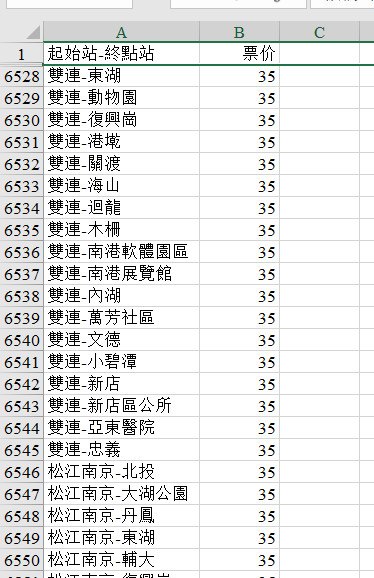 A B C
1 起始站-終點站 票价
6528 雙連-東湖 35
6529 雙連-動物園 35
6530 雙連-復興崗 35
6531 雙連-港墘 35
6532 雙連-關渡 35
6533 雙連-海山 35
6534 雙連-迴龍 35
6535 雙連-木柵 35
6536 雙連-南港軟體園區 35
6537 雙連-南港展覽館 35
6538 雙連-內湖 35
6539 雙連-萬芳社區 35
6540 雙連-文德 35
6541 雙連-小碧潭 35
6542 雙連-新店 35
6543 雙連-新店區公所 35
6544 雙連-亞東醫院 35
6545 雙連-忠義 35
6546 松江南京-北投 35
6547 松江南京-大湖公園 35
6548 松江南京-丹鳳 35
6549 松江南京-東湖 35
6550 松江南京-輔大 35